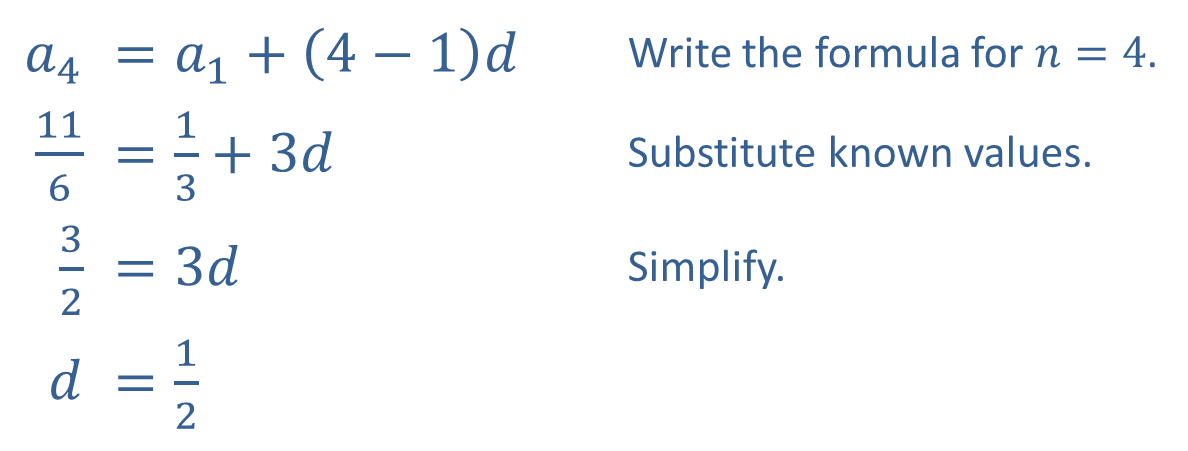 a₄ = a₁ + (4 − 1)d Write the formula for n = 4.
11/6 = 1/3 + 3d Substitute known values.
3/2 = 3d Simplify.
d = 1/2